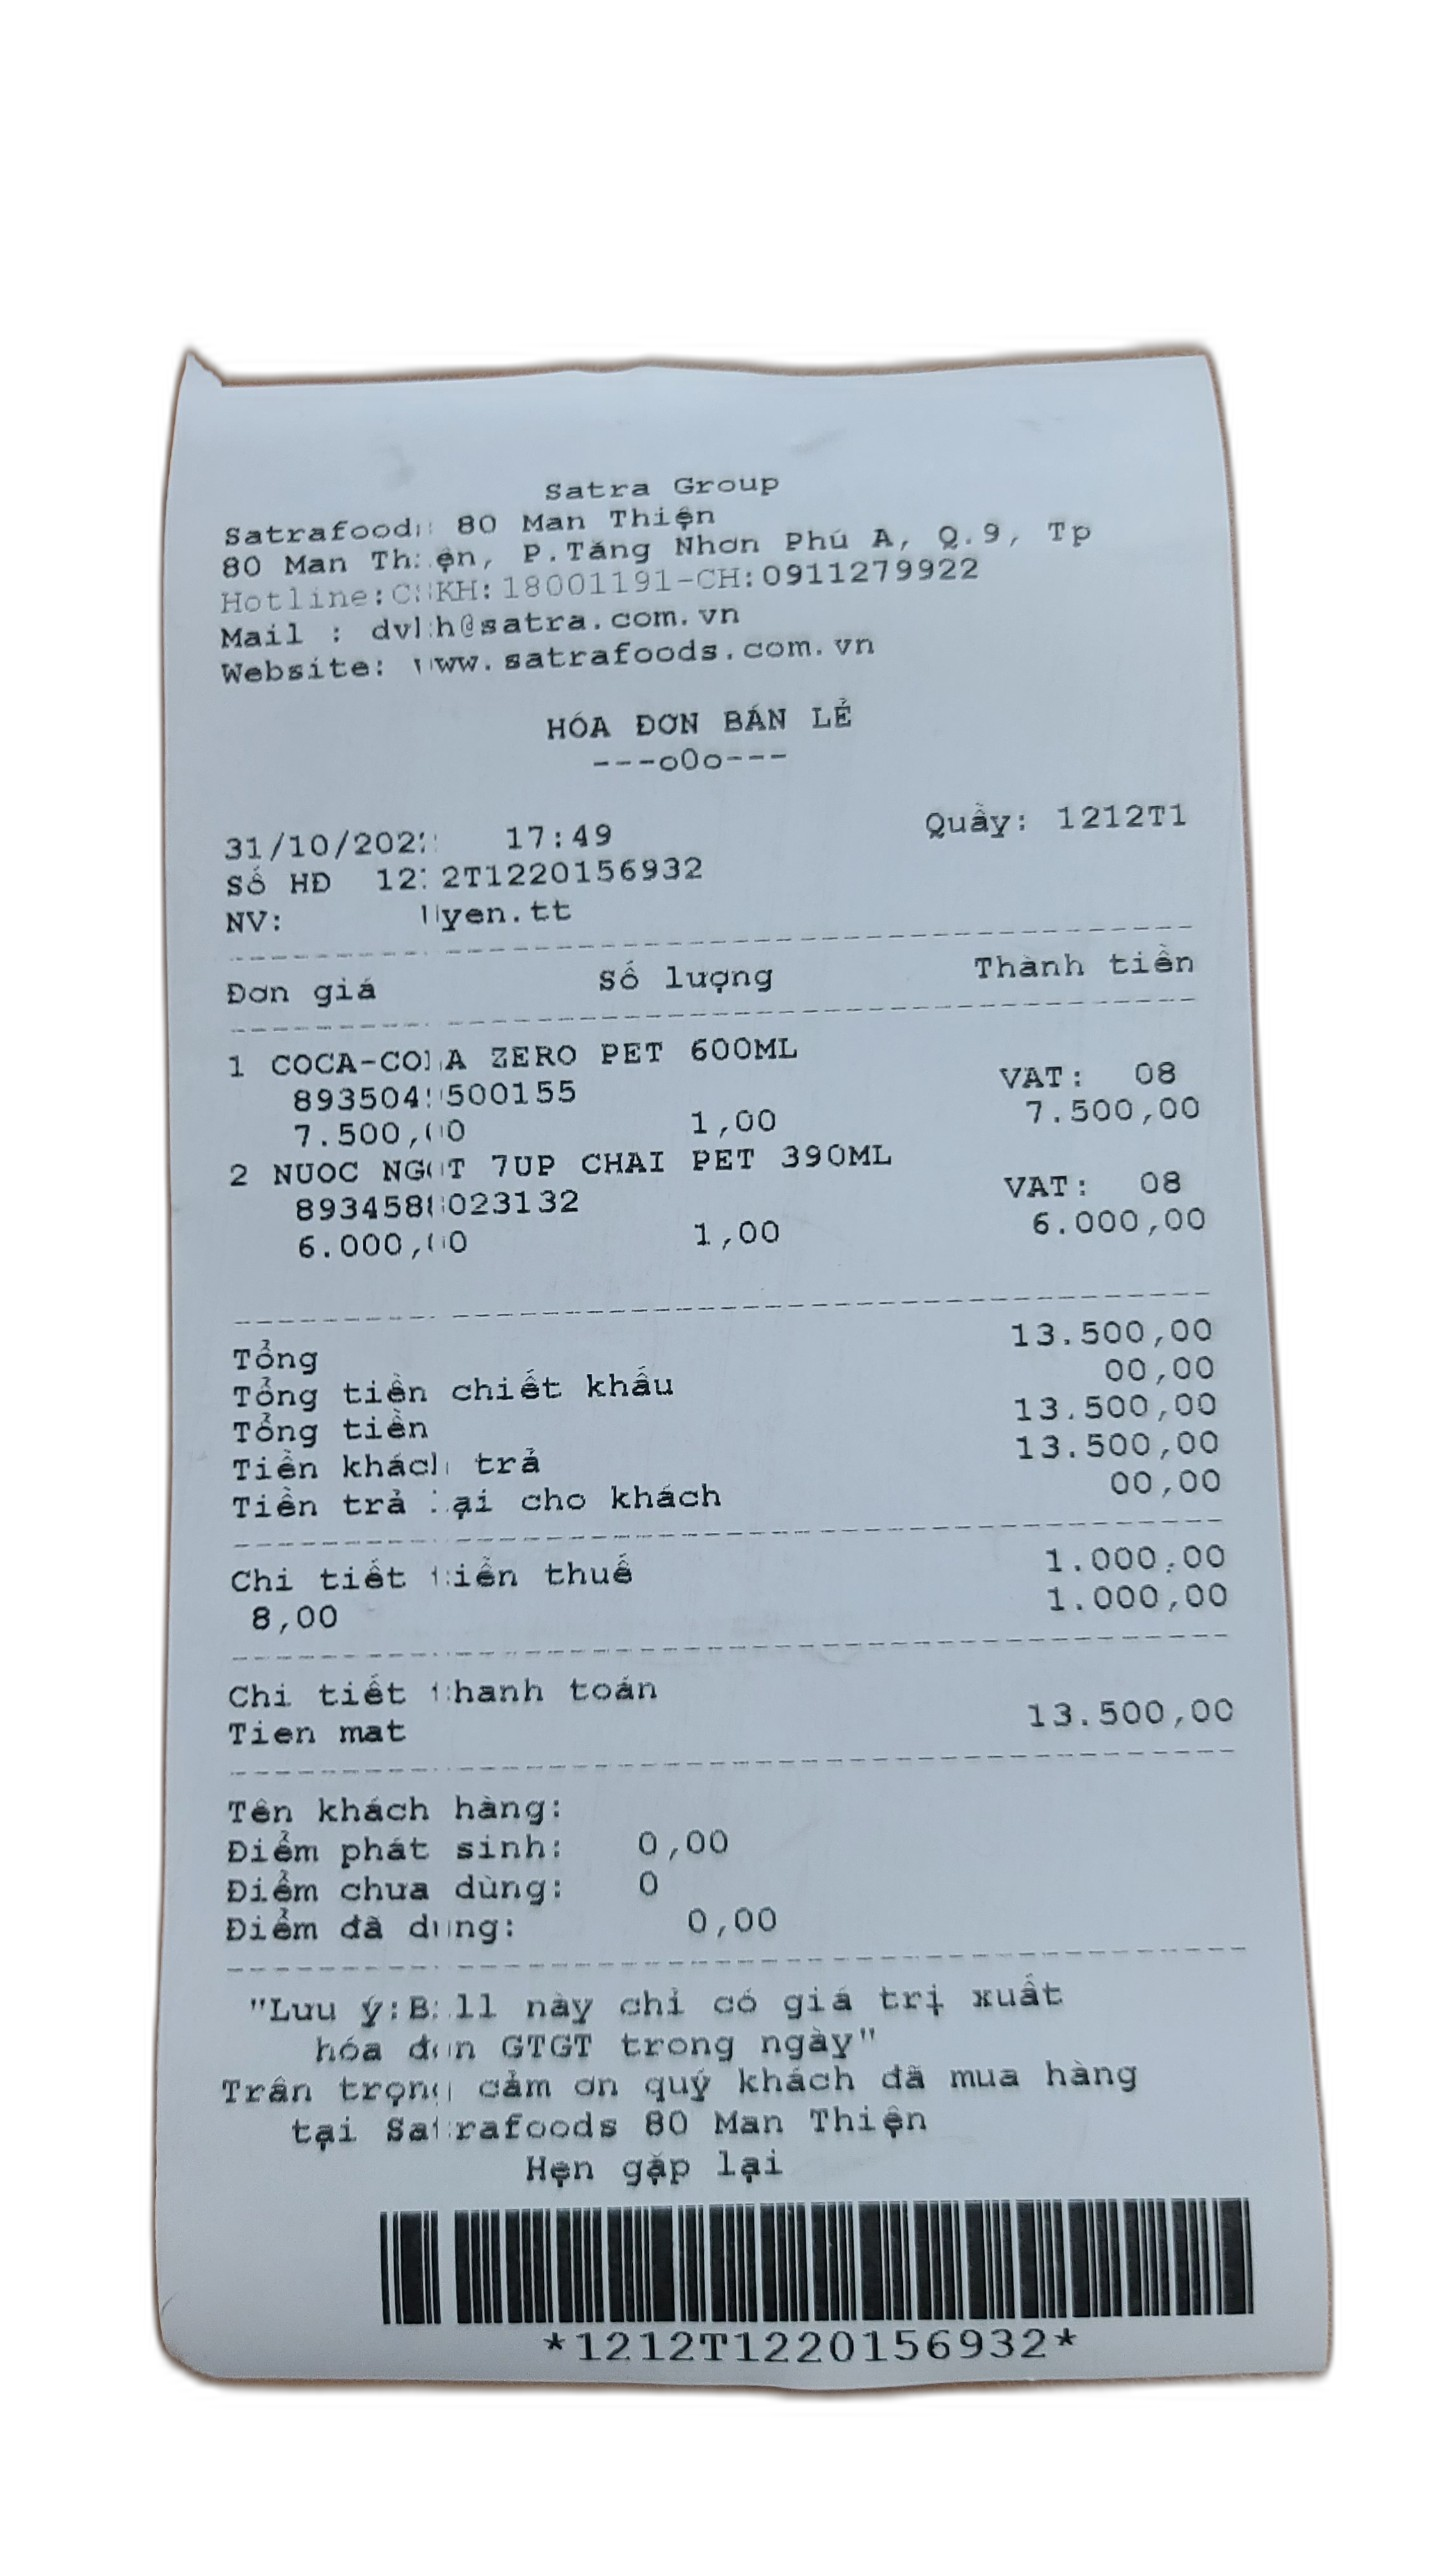 Satra Group
Satrafoods 80 Man Thiện
80 Man Thiện, P.Tăng Nhơn Phú A, Q.9, Tp
Hotline:CSKH:18001191-CH:0911279922
Mail : dvkh@satra.com.vn
Website: www.satrafoods.com.vn
HÓA ĐƠN BÁN LẺ
---oOo---
31/10/2022 17:49 Quầy: 1212T1
Số HĐ 1212T1220156932
NV: yen.tt
Đơn giá Số lượng Thành tiền
1 COCA-COLA ZERO PET 600ML
8935049500155 VAT: 08
7.500,00 1,00 7.500,00
2 NUOC NGOT 7UP CHAI PET 390ML
8934588023132 VAT: 08
6.000,00 1,00 6.000,00
Tổng 13.500,00
Tổng tiền chiết khấu 00,00
Tổng tiền 13.500,00
Tiền khách trả 13.500,00
Tiền trả lại cho khách 00,00
Chi tiết tiền thuế 1.000,00
8,00 1.000,00
Chi tiết thanh toán
Tien mat 13.500,00
Tên khách hàng:
Điểm phát sinh: 0,00
Điểm chưa dùng: 0
Điểm đã dùng: 0,00
"Lưu ý:Bill này chỉ có giá trị xuất
hóa đơn GTGT trong ngày"
Trân trọng cảm ơn quý khách đã mua hàng
tại Satrafoods 80 Man Thiện
Hẹn gặp lại
*1212T1220156932*